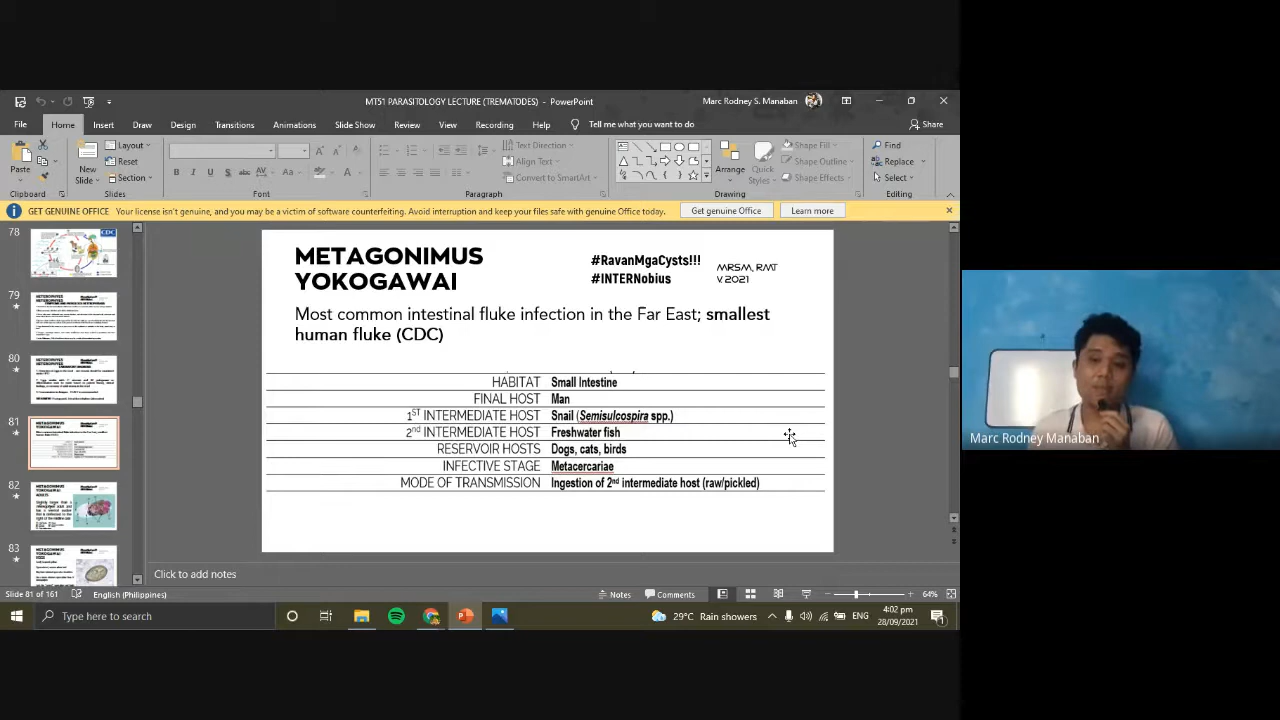 MT51 PARASITOLOGY LECTURE (TREMATODES) - PowerPoint
Marc Rodney S. Manaban
File Home Insert Draw Design Transitions Animations Slide Show Review View Recording Help Tell me what you want to do Share
Paste
New Slide
Layout
Reset
Section
B I U S
Text Direction
Align Text
Convert to SmartArt
Arrange
Quick Styles
Shape Fill
Shape Outline
Shape Effects
Find
Replace
Select
Clipboard Slides Font Paragraph Drawing Editing
GET GENUINE OFFICE Your license isn't genuine, and you may be a victim of software counterfeiting. Avoid interruption and keep your files safe with genuine Office today. Get genuine Office Learn more
78
CDC
79
80
81
82
83
METAGONIMUS
YOKOGAWAI
#RavanMgaCysts!!!
#INTERNobius
MRSM, RMT
V.2021
Most common intestinal fluke infection in the Far East; smallest
human fluke (CDC)
HABITAT Small Intestine
FINAL HOST Man
1ST INTERMEDIATE HOST Snail (Semisulcospira spp.)
2nd INTERMEDIATE HOST Freshwater fish
RESERVOIR HOSTS Dogs, cats, birds
INFECTIVE STAGE Metacercariae
MODE OF TRANSMISSION Ingestion of 2nd intermediate host (raw/pickled)
Marc Rodney Manaban
Click to add notes
Slide 81 of 161 English (Philippines) Notes Comments 64%
Type here to search
29°C Rain showers
ENG
4:02 pm
28/09/2021
1